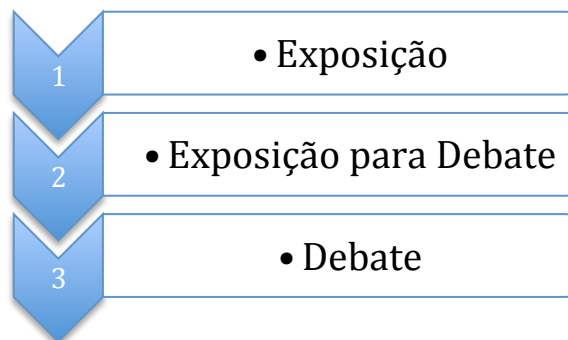 1
• Exposição
2
• Exposição para Debate
3
• Debate